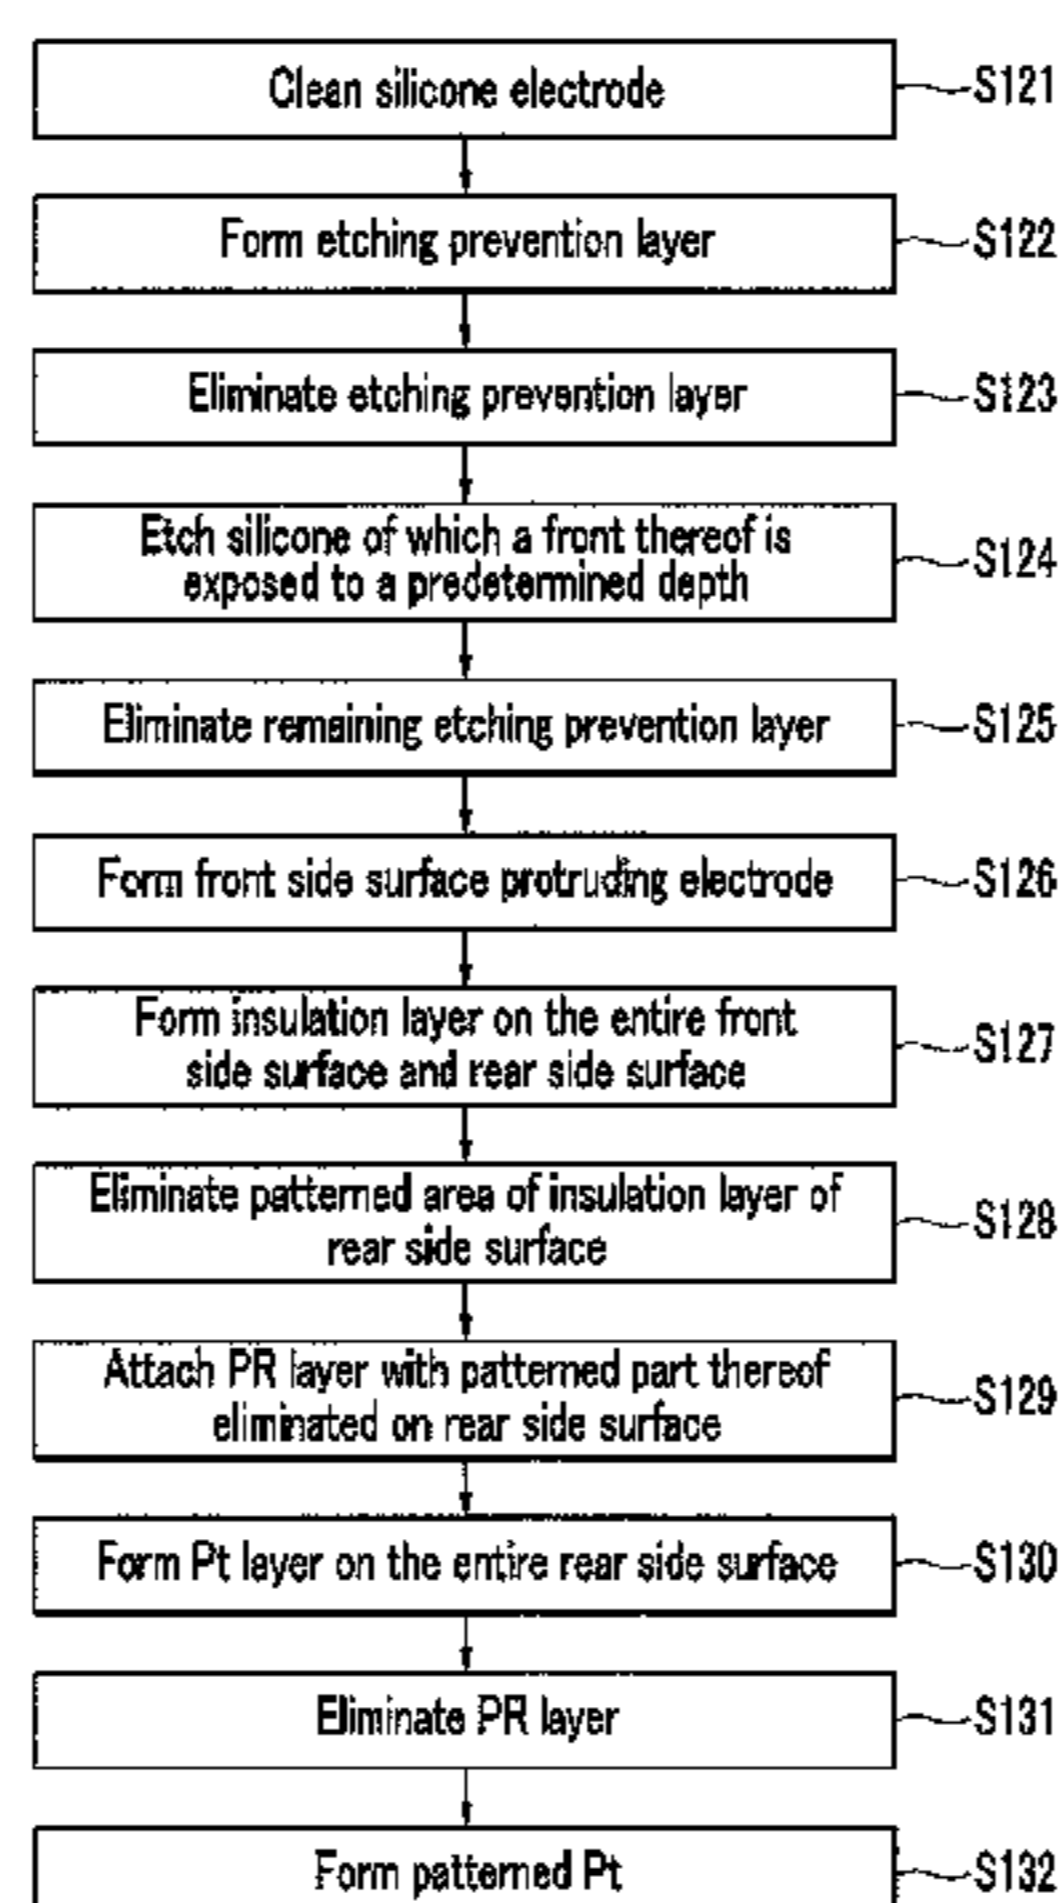 Clean silicone electrode
S121
Form etching prevention layer
S122
Eliminate etching prevention layer
S123
Etch silicone of which a front thereof is
exposed to a predetermined depth
S124
Eliminate remaining etching prevention layer
S125
Form front side surface protruding electrode
S126
Form insulation layer on the entire front
side surface and rear side surface
S127
Eliminate patterned area of insulation layer of
rear side surface
S128
Attach PR layer with patterned part thereof
eliminated on rear side surface
S129
Form Pt layer on the entire rear side surface
S130
Eliminate PR layer
S131
Form patterned Pt
S132